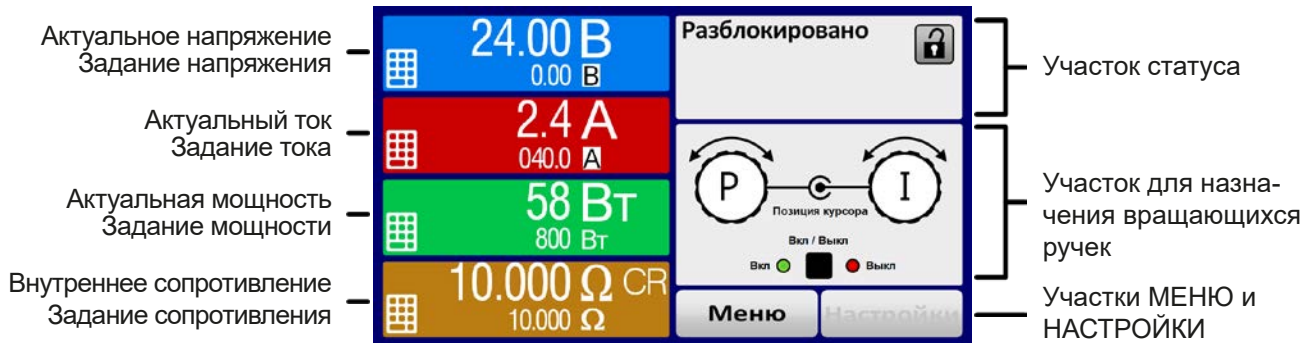 Актуальное напряжение
Задание напряжения
Актуальный ток
Задание тока
Актуальная мощность
Задание мощности
Внутреннее сопротивление
Задание сопротивления
24.00 В
0.00 В
2.4 A
040.0 A
58 Вт
800 Вт
10.000 Ω CR
10.000 Ω
Разблокировано
P
I
Позиция курсора
Вкл / Выкл
Вкл
Выкл
Меню
Настройки
Участок статуса
Участок для назна-
чения вращающихся
ручек
Участки МЕНЮ и
НАСТРОЙКИ